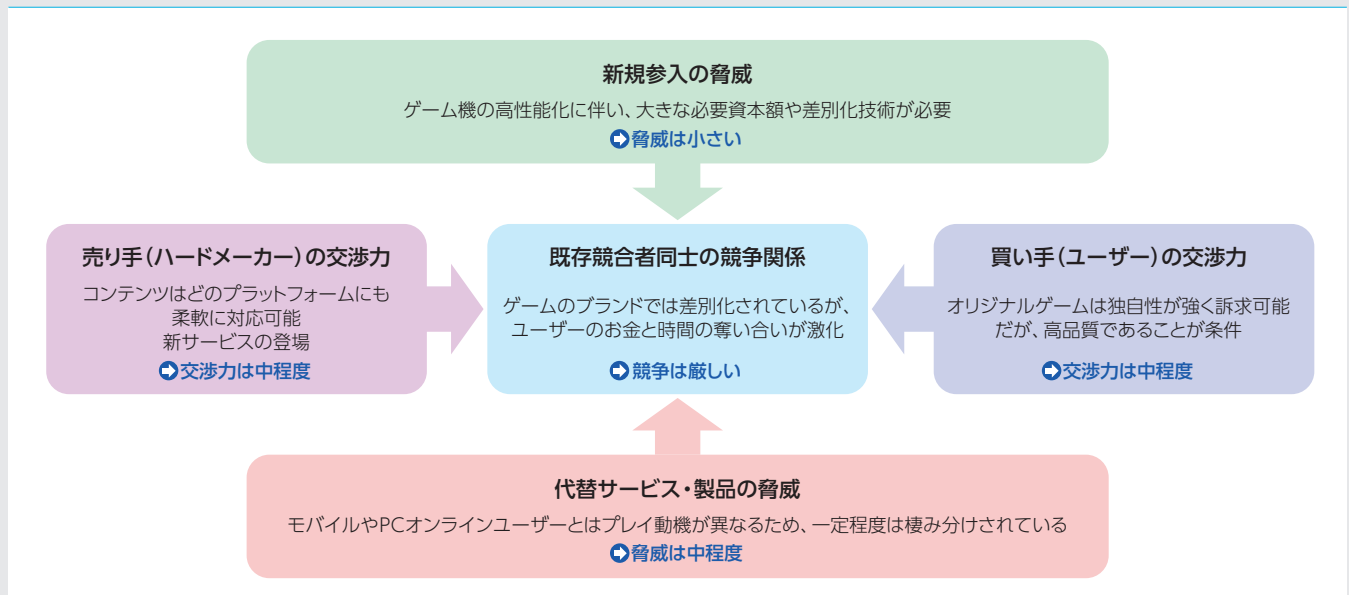 新規参入の脅威
ゲーム機の高性能化に伴い、大きな必要資本額や差別化技術が必要
脅威は小さい
売り手(ハードメーカー)の交渉力
コンテンツはどのプラットフォームにも
柔軟に対応可能
新サービスの登場
交渉力は中程度
既存競合者同士の競争関係
ゲームのブランドでは差別化されているが、
ユーザーのお金と時間の奪い合いが激化
競争は厳しい
買い手(ユーザー)の交渉力
オリジナルゲームは独自性が強く訴求可能
だが、高品質であることが条件
交渉力は中程度
代替サービス・製品の脅威
モバイルやPCオンラインユーザーとはプレイ動機が異なるため、一定程度は棲み分けされている
脅威は中程度